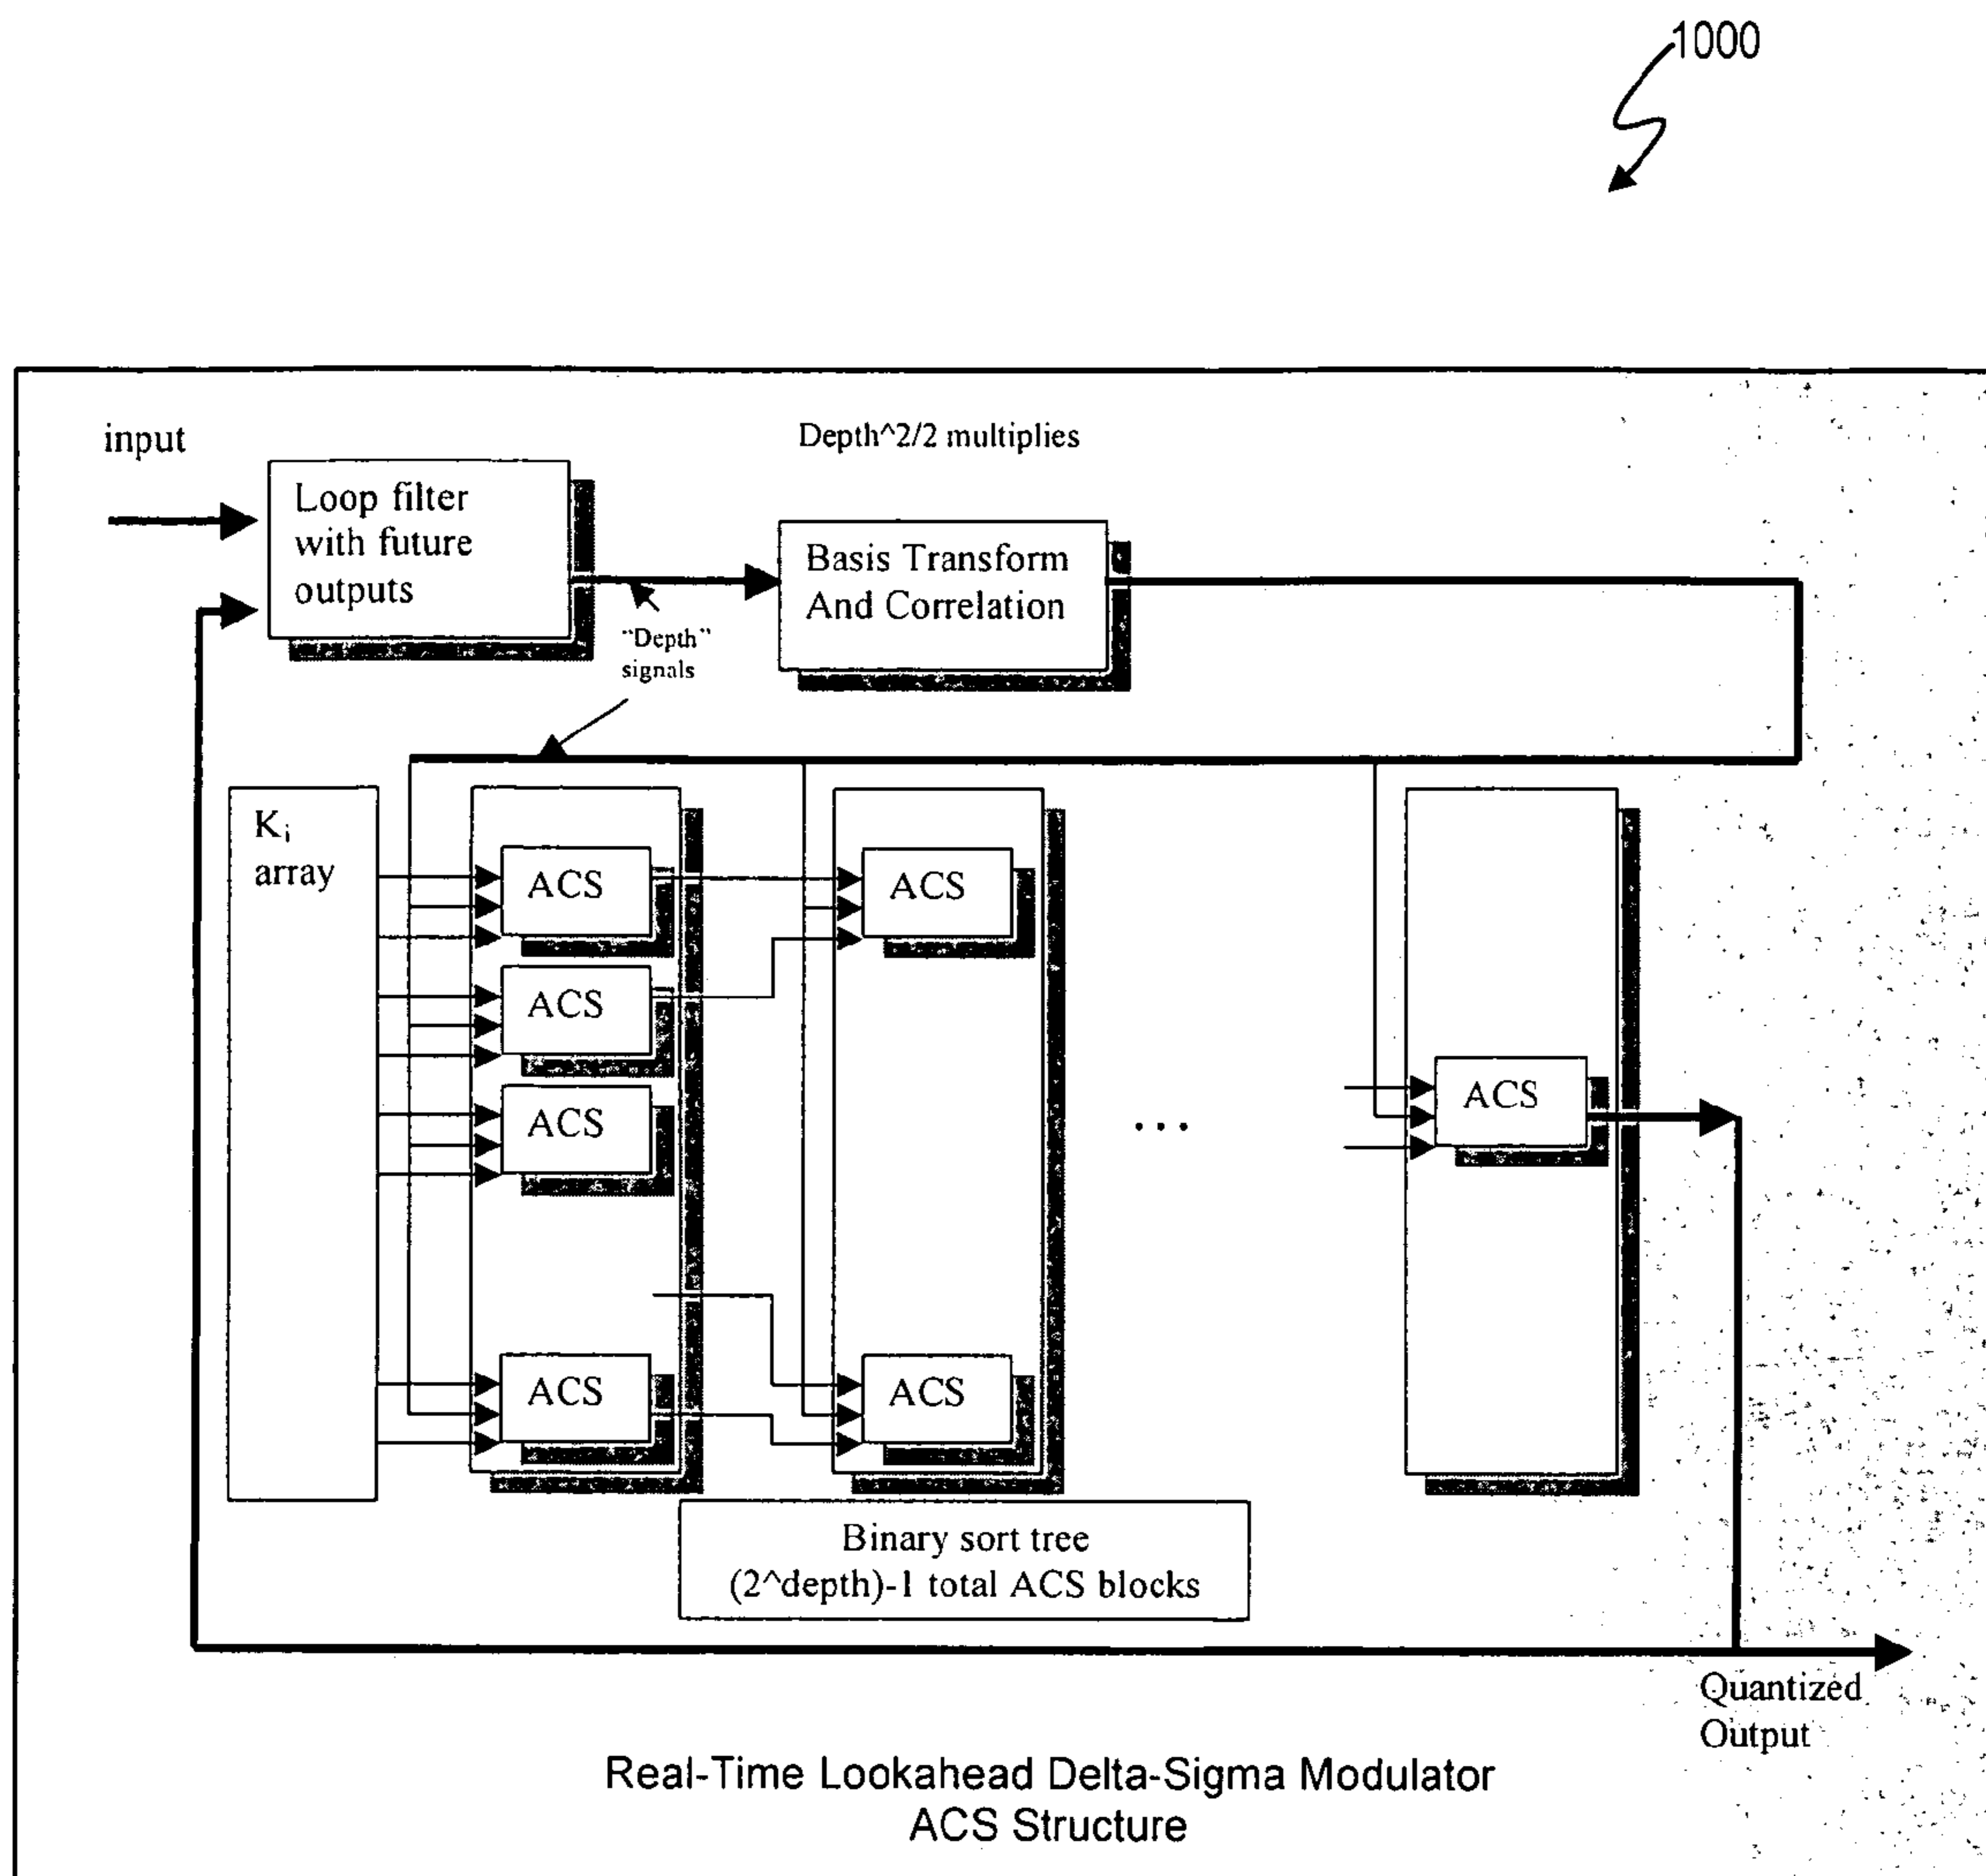 1000
input
Depth^2/2 multiplies
Loop filter
with future
outputs
Basis Transform
And Correlation
"Depth"
signals
Ki
array
ACS
ACS
ACS
ACS
ACS
ACS
...
ACS
Binary sort tree
(2^depth)-1 total ACS blocks
Quantized
Output
Real-Time Lookahead Delta-Sigma Modulator
ACS Structure